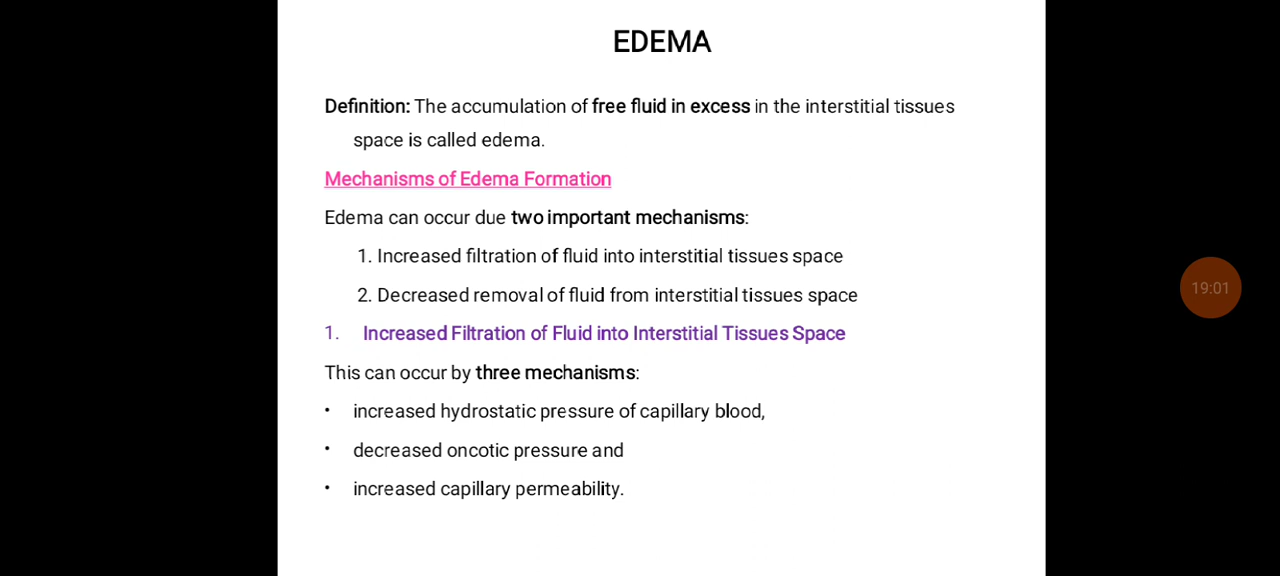 EDEMA
Definition: The accumulation of free fluid in excess in the interstitial tissues
space is called edema.
Mechanisms of Edema Formation
Edema can occur due two important mechanisms:
1. Increased filtration of fluid into interstitial tissues space
2. Decreased removal of fluid from interstitial tissues space
1. Increased Filtration of Fluid into Interstitial Tissues Space
This can occur by three mechanisms:
• increased hydrostatic pressure of capillary blood,
• decreased oncotic pressure and
• increased capillary permeability.
19:01